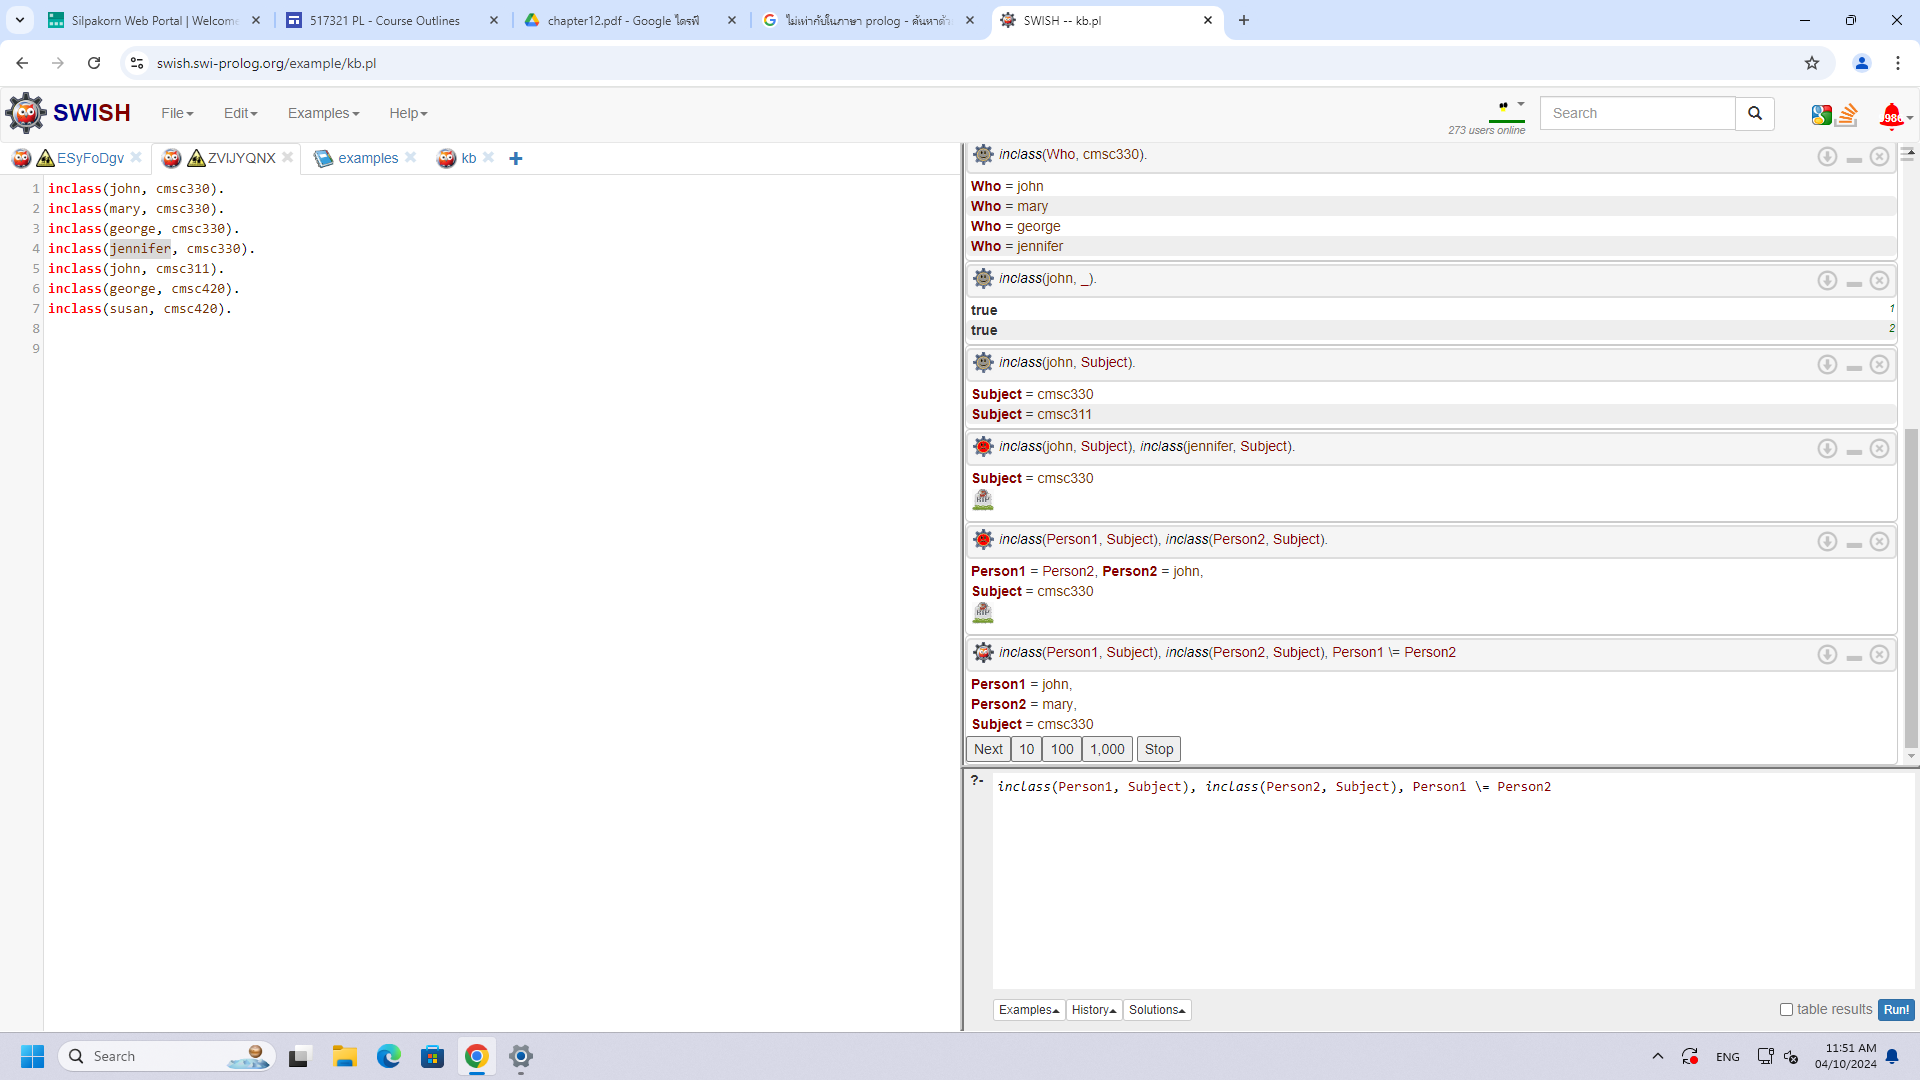 Silpakorn Web Portal | Welcome
517321 PL - Course Outlines
chapter12.pdf - Google ไดรฟ์
ไม่เท่ากับในภาษา prolog - ค้นหาด้วย
SWISH -- kb.pl
swish.swi-prolog.org/example/kb.pl
SWISH
File
Edit
Examples
Help
273 users online
Search
ESyFoDgv
ZVlJYQNX
examples
kb
1 inclass(john, cmsc330).
2 inclass(mary, cmsc330).
3 inclass(george, cmsc330).
4 inclass(jennifer, cmsc330).
5 inclass(john, cmsc311).
6 inclass(george, cmsc420).
7 inclass(susan, cmsc420).
8
9
inclass(Who, cmsc330).
Who = john
Who = mary
Who = george
Who = jennifer
inclass(john, _).
true 1
true 2
inclass(john, Subject).
Subject = cmsc330
Subject = cmsc311
inclass(john, Subject), inclass(jennifer, Subject).
Subject = cmsc330
RIP
inclass(Person1, Subject), inclass(Person2, Subject).
Person1 = Person2, Person2 = john,
Subject = cmsc330
RIP
inclass(Person1, Subject), inclass(Person2, Subject), Person1 \= Person2
Person1 = john,
Person2 = mary,
Subject = cmsc330
Next 10 100 1,000 Stop
?- inclass(Person1, Subject), inclass(Person2, Subject), Person1 \= Person2
Examples History Solutions
table results Run!
Search
ENG
11:51 AM
04/10/2024